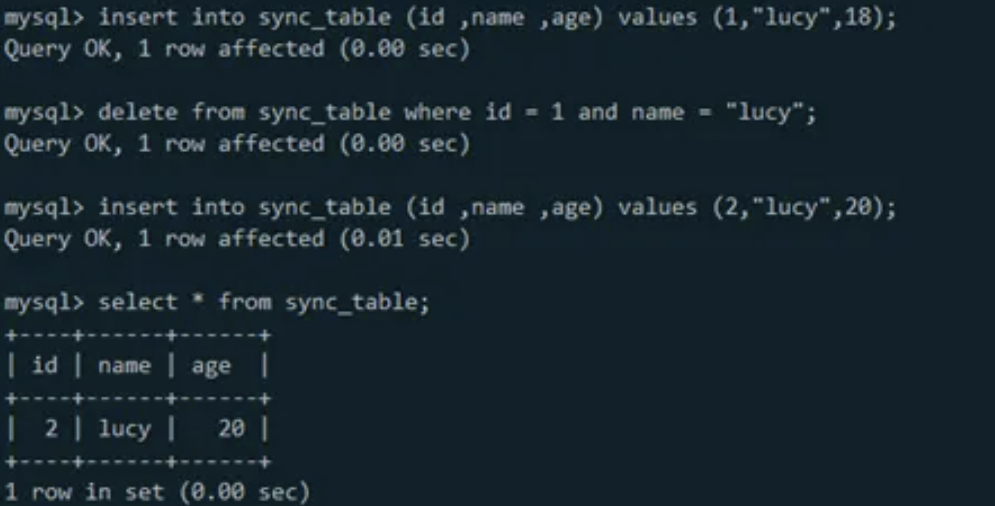 mysql> insert into sync_table (id ,name ,age) values (1,"lucy",18);
Query OK, 1 row affected (0.00 sec)
mysql> delete from sync_table where id = 1 and name = "lucy";
Query OK, 1 row affected (0.00 sec)
mysql> insert into sync_table (id ,name ,age) values (2,"lucy",20);
Query OK, 1 row affected (0.01 sec)
mysql> select * from sync_table;
+----+------+------+
| id | name | age  |
+----+------+------+
|  2 | lucy |   20 |
+----+------+------+
1 row in set (0.00 sec)